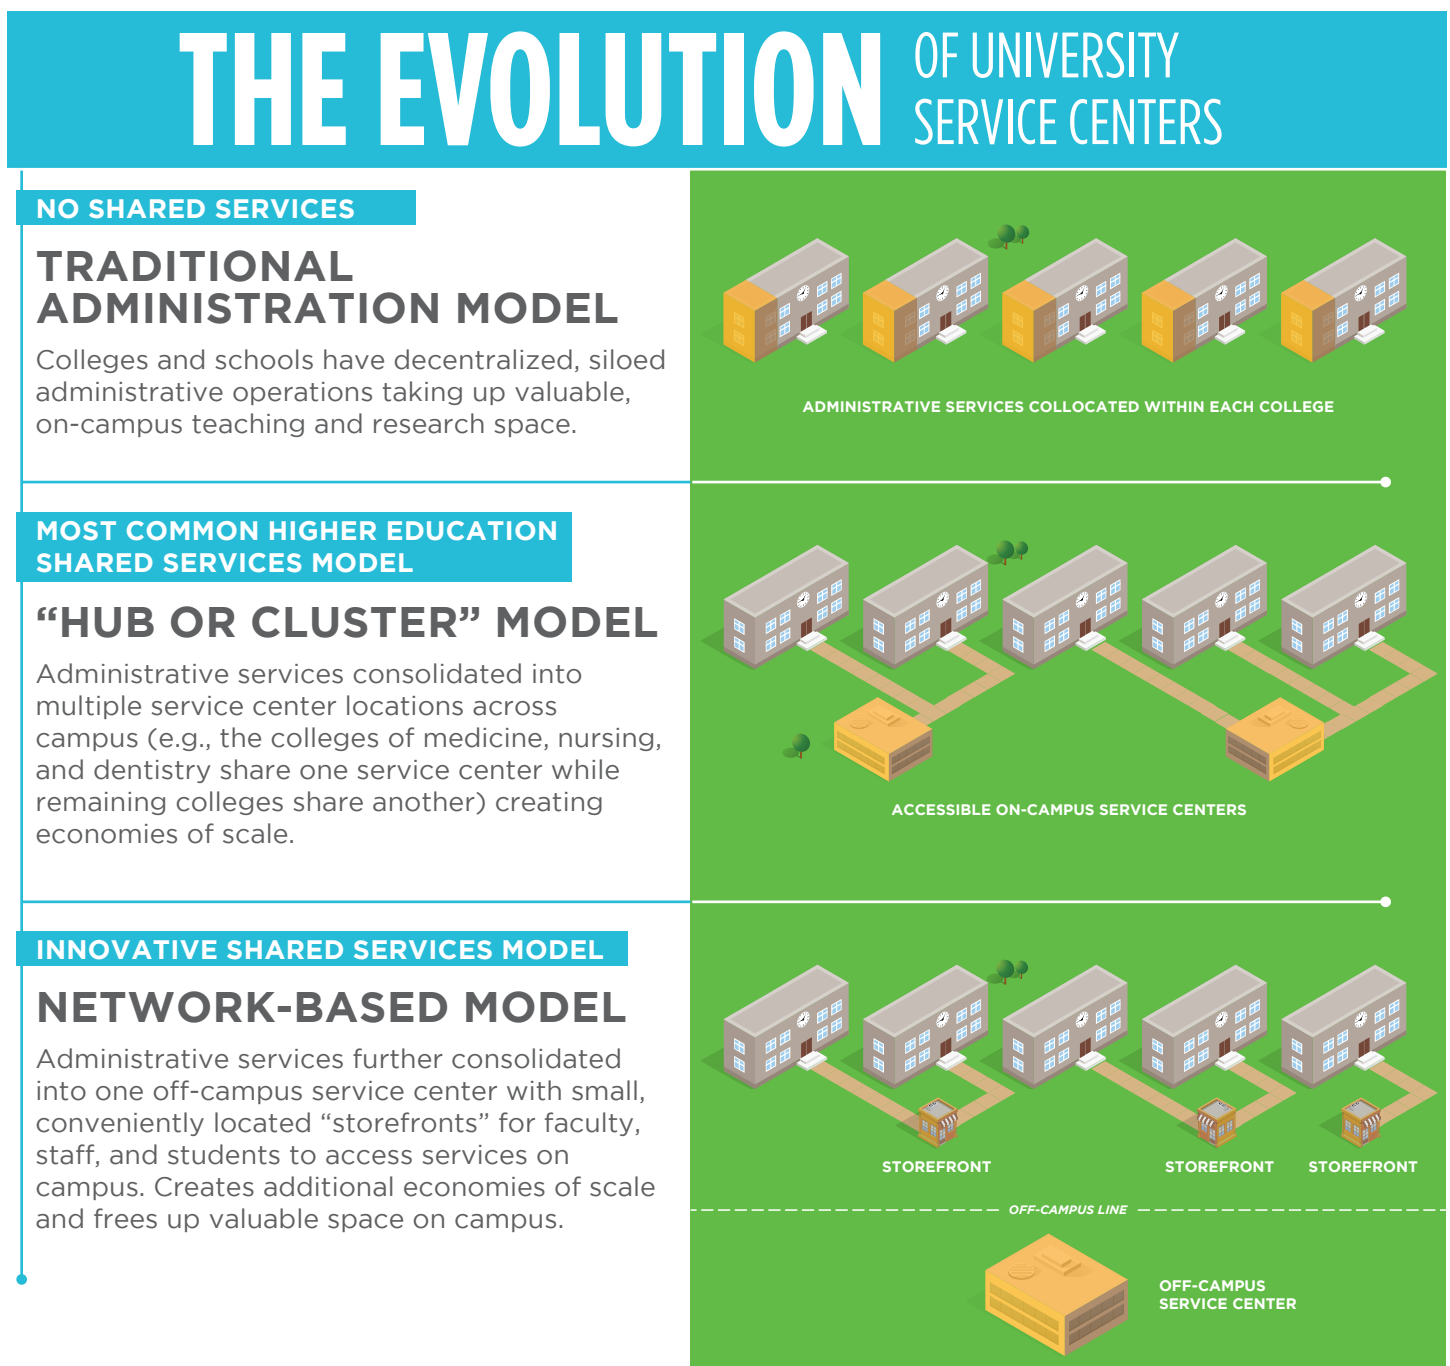 THE EVOLUTION
OF UNIVERSITY
SERVICE CENTERS
NO SHARED SERVICES
TRADITIONAL
ADMINISTRATION MODEL
Colleges and schools have decentralized, siloed
administrative operations taking up valuable,
on-campus teaching and research space.
ADMINISTRATIVE SERVICES COLLOCATED WITHIN EACH COLLEGE
MOST COMMON HIGHER EDUCATION
SHARED SERVICES MODEL
“HUB OR CLUSTER” MODEL
Administrative services consolidated into
multiple service center locations across
campus (e.g., the colleges of medicine, nursing,
and dentistry share one service center while
remaining colleges share another) creating
economies of scale.
ACCESSIBLE ON-CAMPUS SERVICE CENTERS
INNOVATIVE SHARED SERVICES MODEL
NETWORK-BASED MODEL
Administrative services further consolidated
into one off-campus service center with small,
conveniently located “storefronts” for faculty,
staff, and students to access services on
campus. Creates additional economies of scale
and frees up valuable space on campus.
STOREFRONT
STOREFRONT
STOREFRONT
OFF-CAMPUS LINE
OFF-CAMPUS
SERVICE CENTER